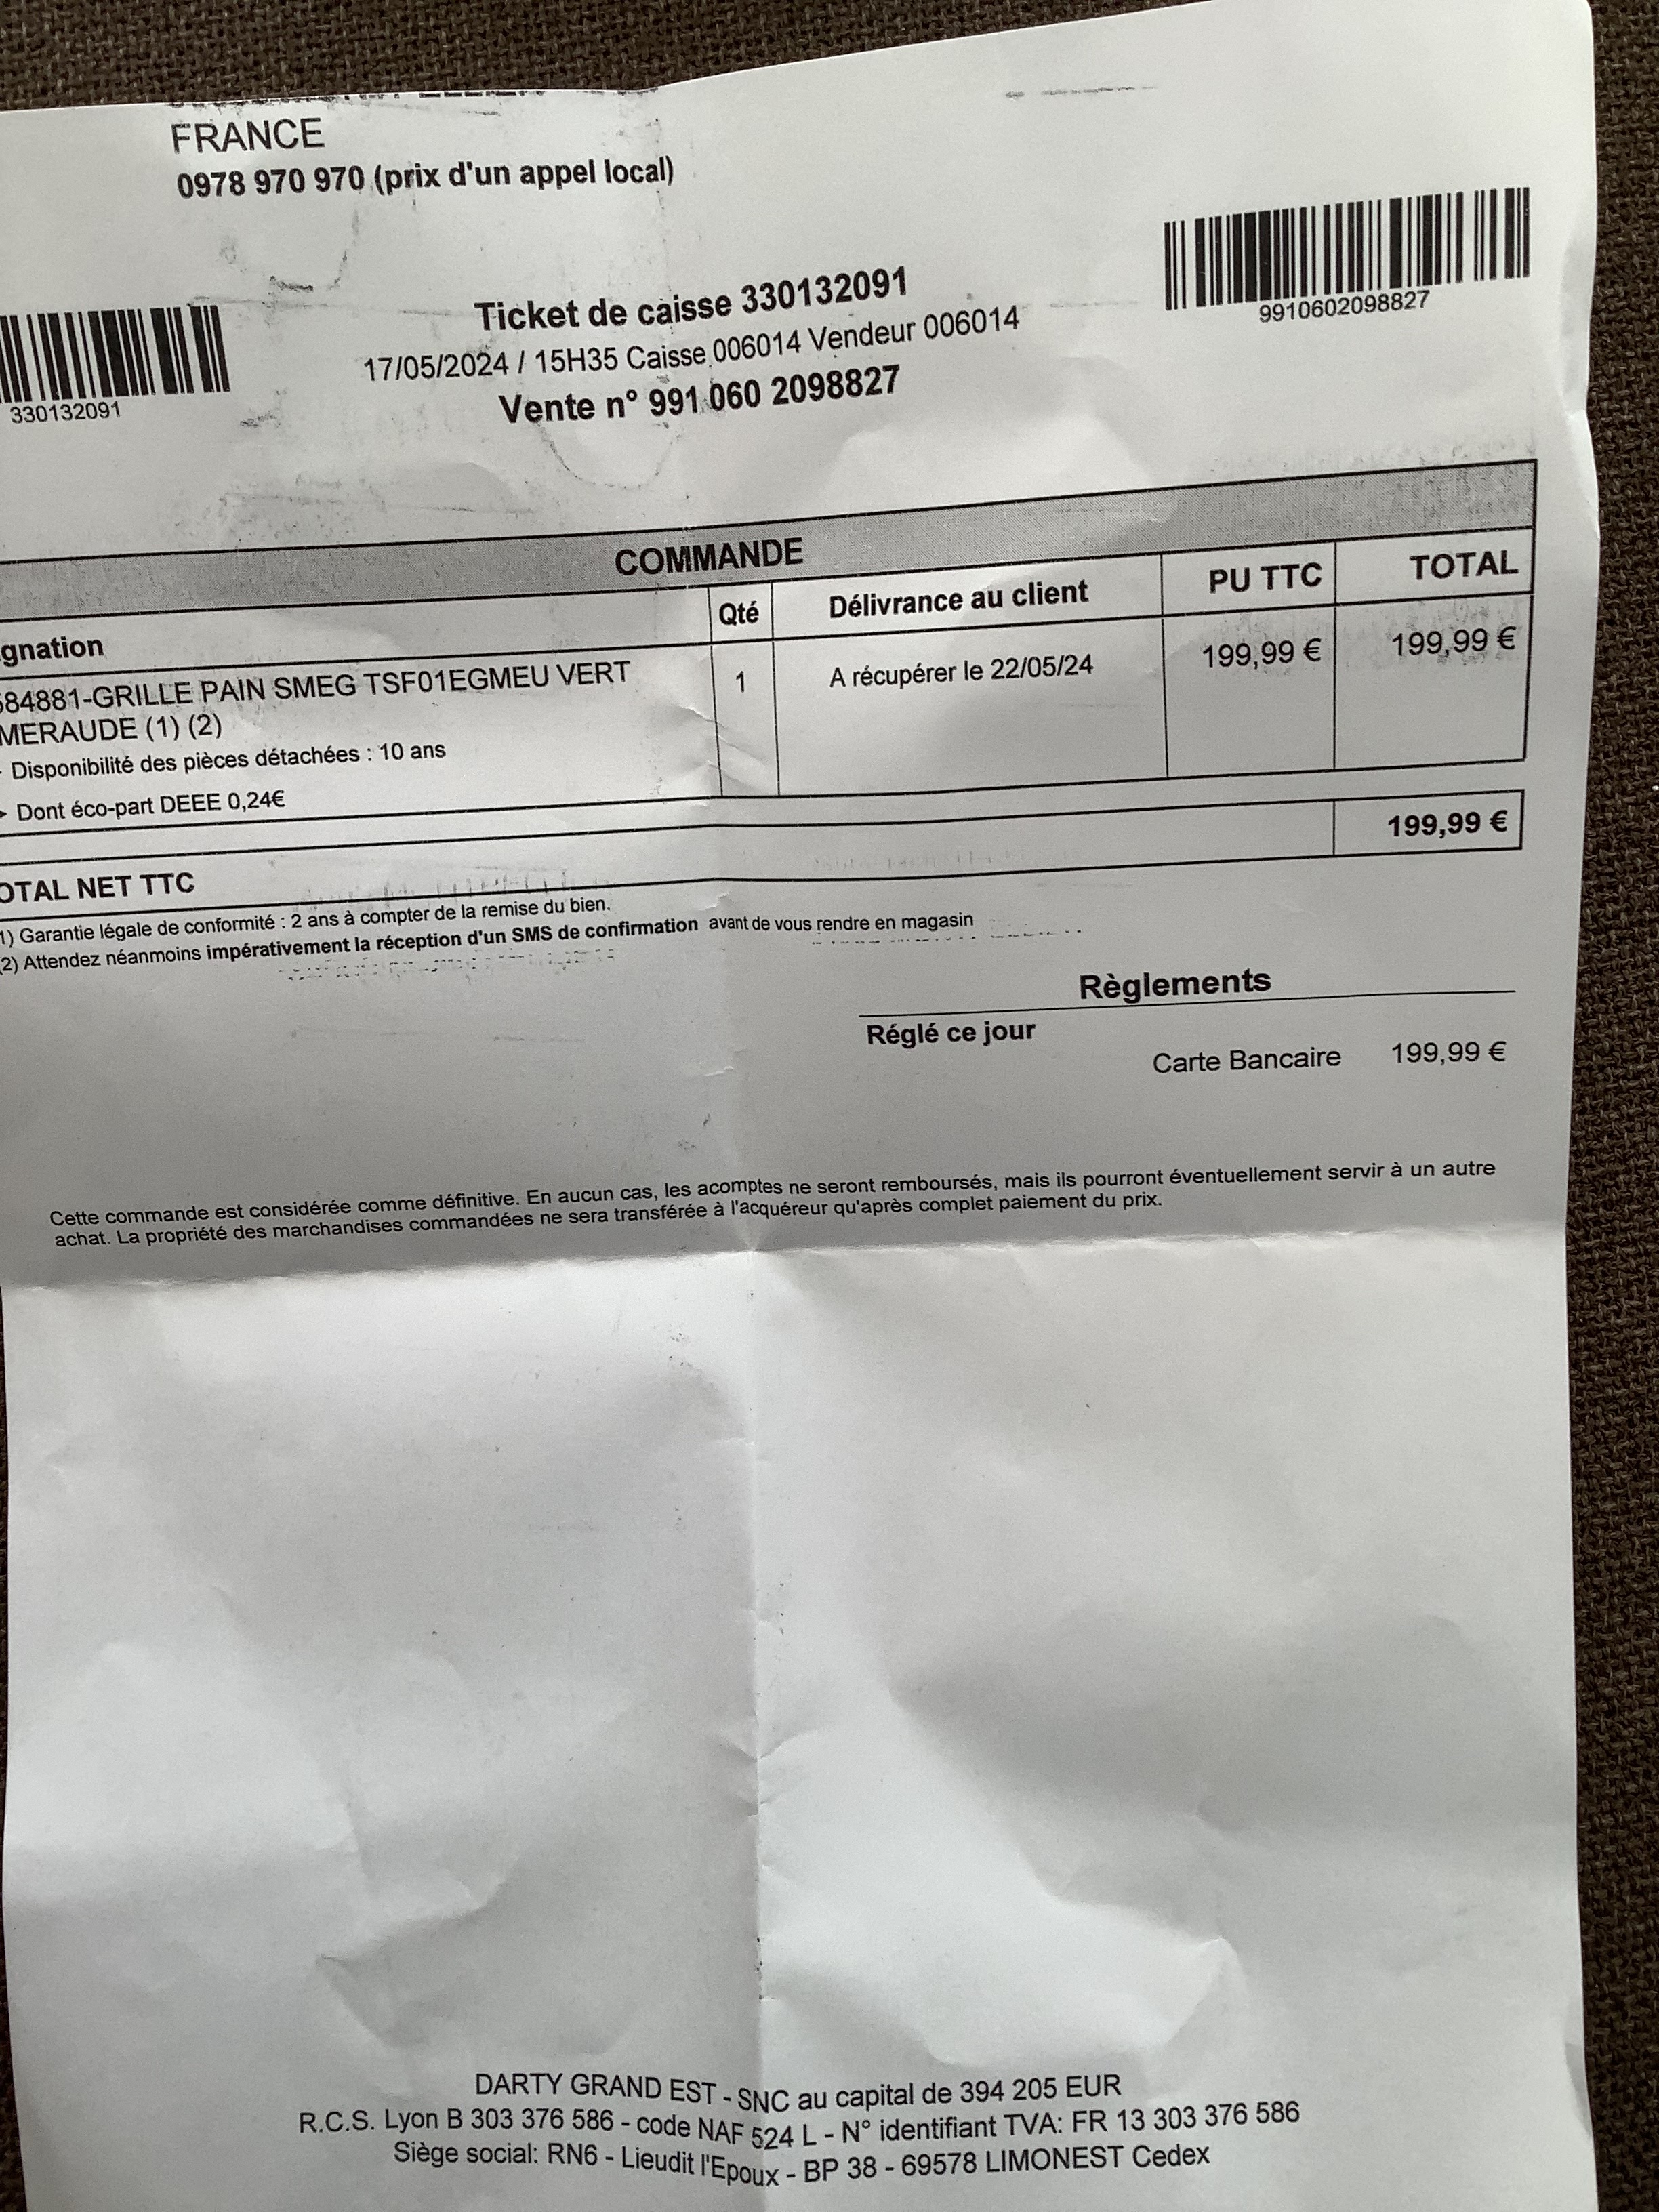 FRANCE
0978 970 970 (prix d'un appel local)
9910602098827
Ticket de caisse 330132091
17/05/2024 / 15H35 Caisse 006014 Vendeur 006014
Vente n° 991 060 2098827
330132091
COMMANDE
gnation Qté Délivrance au client PU TTC TOTAL
84881-GRILLE PAIN SMEG TSF01EGMEU VERT 1 A récupérer le 22/05/24 199,99 € 199,99 €
MERAUDE (1) (2)
- Disponibilité des pièces détachées : 10 ans
> Dont éco-part DEEE 0,24€
OTAL NET TTC 199,99 €
1) Garantie légale de conformité : 2 ans à compter de la remise du bien.
(2) Attendez néanmoins impérativement la réception d'un SMS de confirmation avant de vous rendre en magasin
Règlements
Réglé ce jour
Carte Bancaire 199,99 €
Cette commande est considérée comme définitive. En aucun cas, les acomptes ne seront remboursés, mais ils pourront éventuellement servir à un autre
achat. La propriété des marchandises commandées ne sera transférée à l'acquéreur qu'après complet paiement du prix.
DARTY GRAND EST - SNC au capital de 394 205 EUR
R.C.S. Lyon B 303 376 586 - code NAF 524 L - N° identifiant TVA: FR 13 303 376 586
Siège social: RN6 - Lieudit l'Epoux - BP 38 - 69578 LIMONEST Cedex